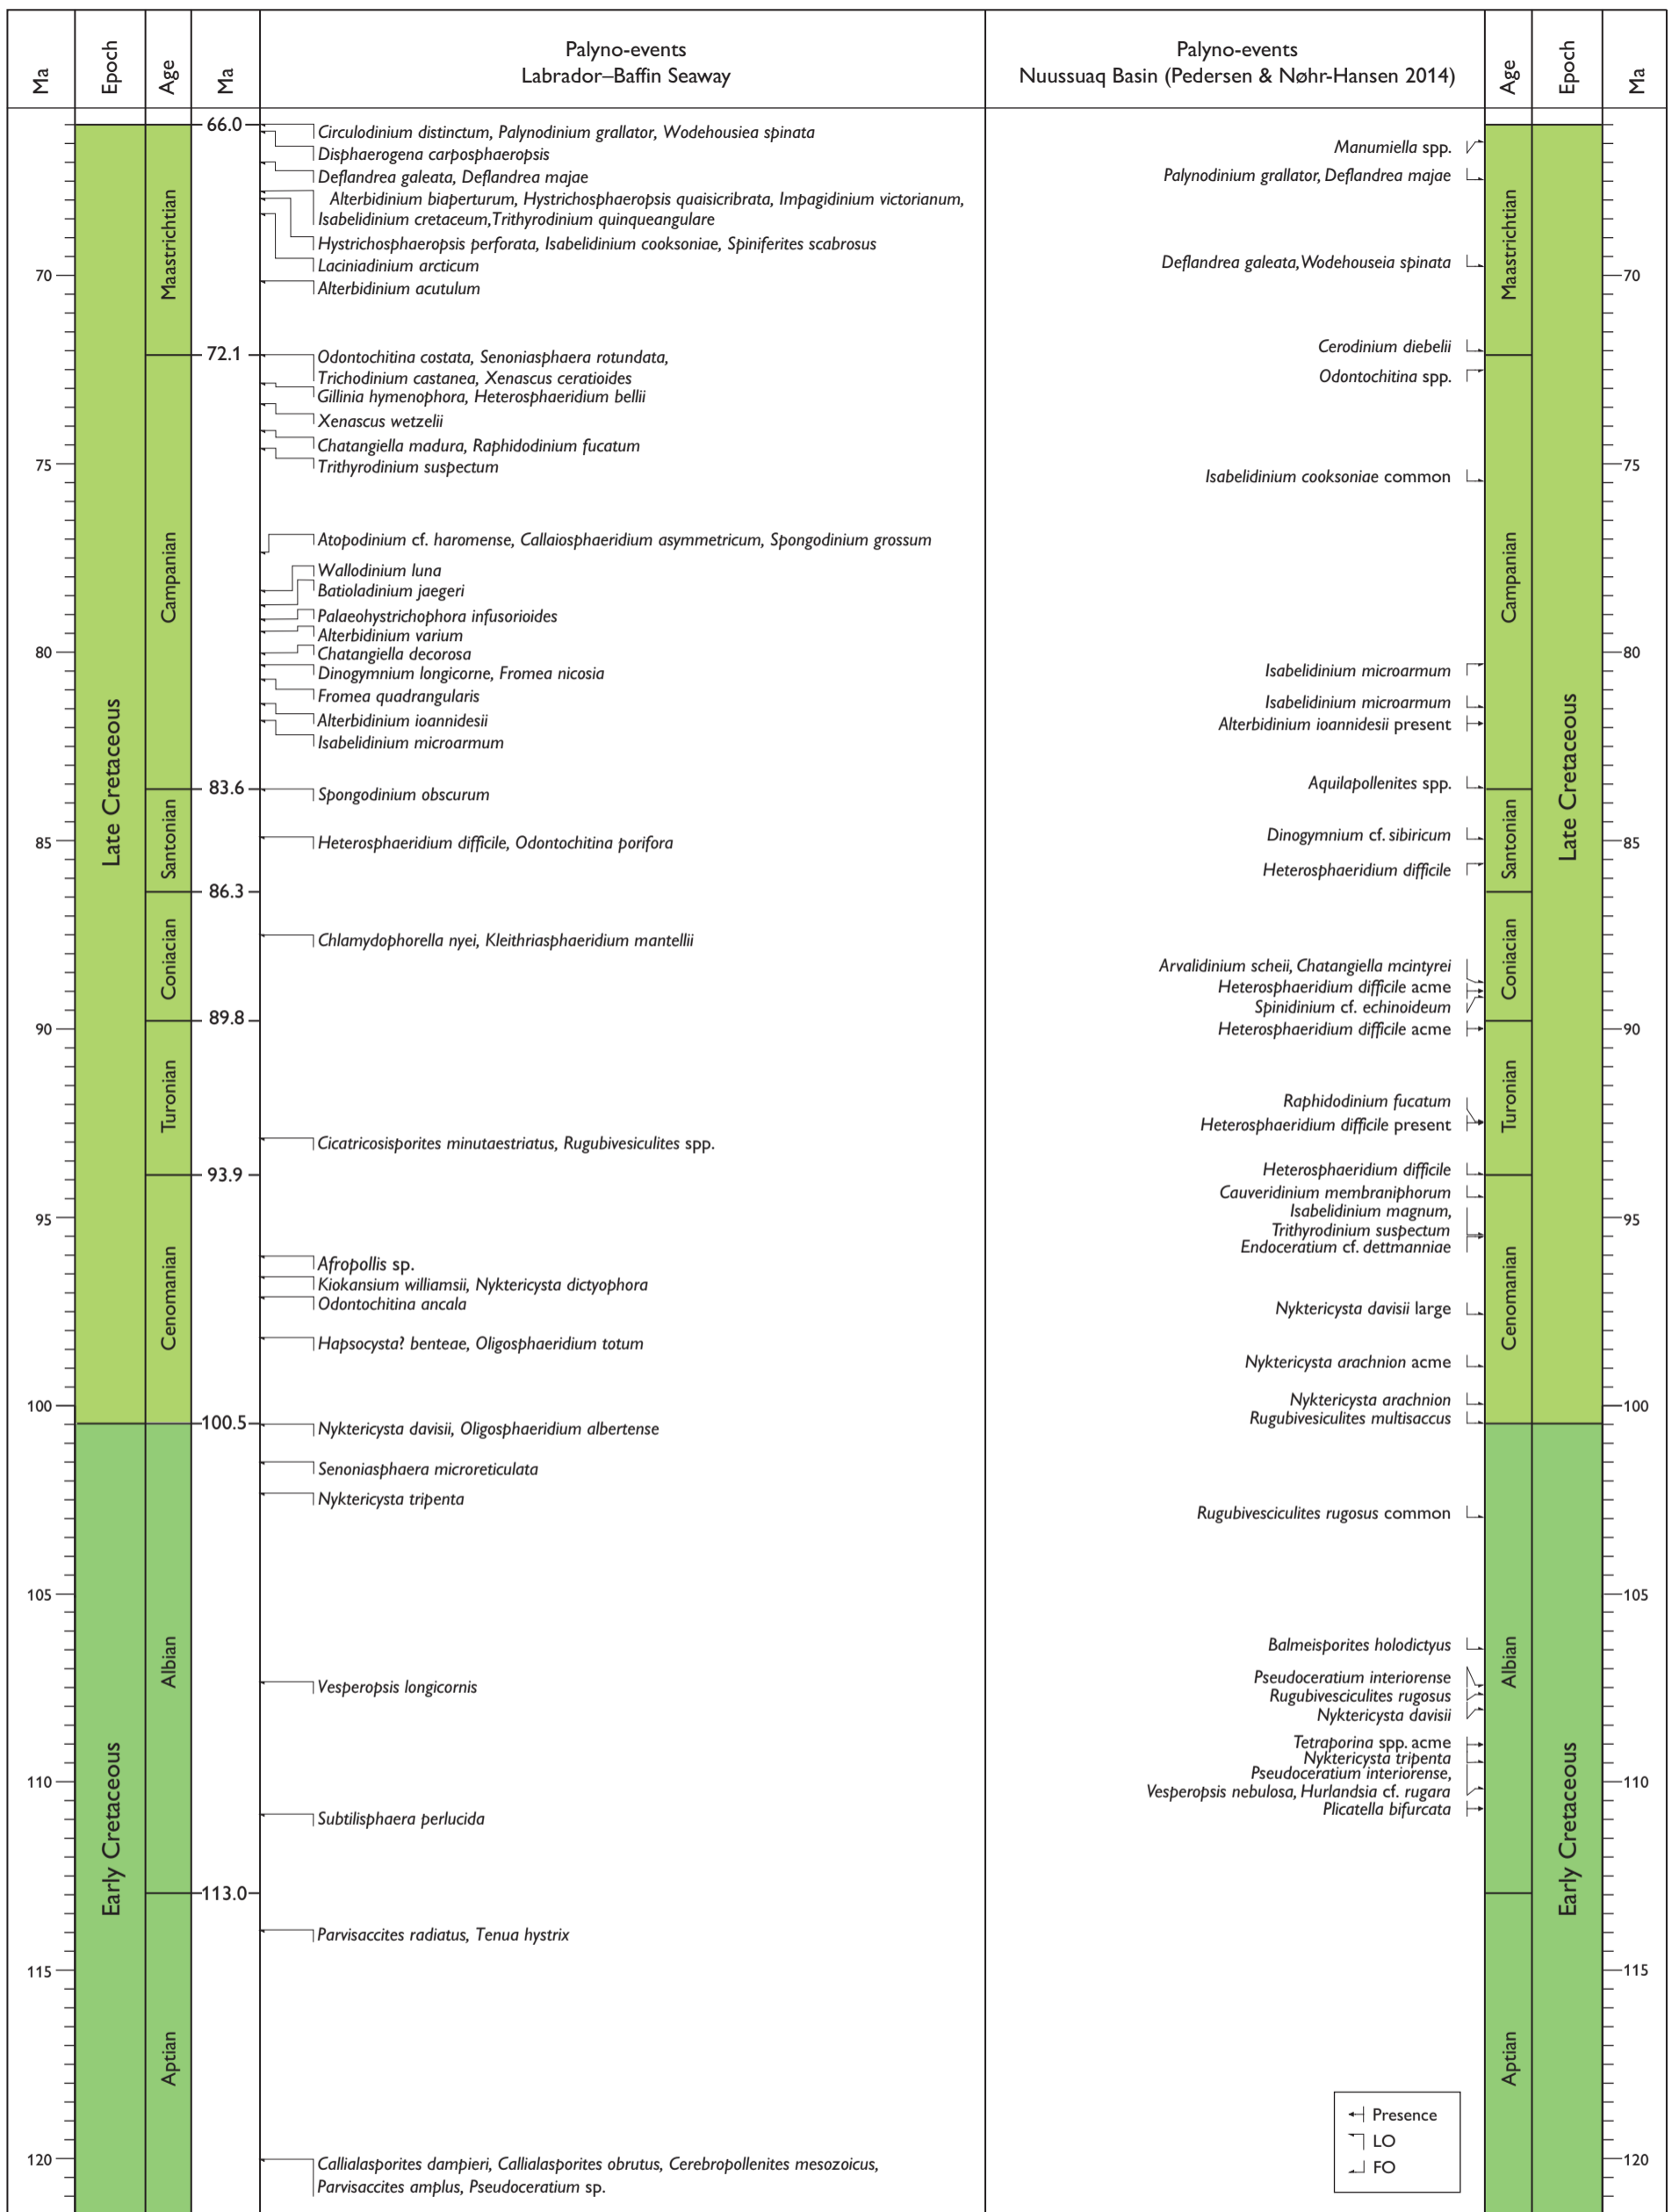 Ma
Epoch
Age
Ma
Palyno-events
Labrador–Baffin Seaway
Palyno-events
Nuussuaq Basin (Pedersen & Nøhr-Hansen 2014)
Age
Epoch
Ma
70
75
80
85
90
95
100
105
110
115
120
Late Cretaceous
Early Cretaceous
Maastrichtian
Campanian
Santonian
Coniacian
Turonian
Cenomanian
Albian
Aptian
66.0
72.1
83.6
86.3
89.8
93.9
100.5
113.0
Circulodinium distinctum, Palynodinium grallator, Wodehousiea spinata
Disphaerogena carposphaeropsis
Deflandrea galeata, Deflandrea majae
Alterbidinium biaperturum, Hystrichosphaeropsis quaisicribrata, Impagidinium victorianum,
Isabelidinium cretaceum,Trithyrodinium quinqueangulare
Hystrichosphaeropsis perforata, Isabelidinium cooksoniae, Spiniferites scabrosus
Laciniadinium arcticum
Alterbidinium acutulum
Odontochitina costata, Senoniasphaera rotundata,
Trichodinium castanea, Xenascus ceratioides
Gillinia hymenophora, Heterosphaeridium bellii
Xenascus wetzelii
Chatangiella madura, Raphidodinium fucatum
Trithyrodinium suspectum
Atopodinium cf. haromense, Callaiosphaeridium asymmetricum, Spongodinium grossum
Wallodinium luna
Batioladinium jaegeri
Palaeohystrichophora infusorioides
Alterbidinium varium
Chatangiella decorosa
Dinogymnium longicorne, Fromea nicosia
Fromea quadrangularis
Alterbidinium ioannidesii
Isabelidinium microarmum
Spongodinium obscurum
Heterosphaeridium difficile, Odontochitina porifora
Chlamydophorella nyei, Kleithriasphaeridium mantellii
Cicatricosisporites minutaestriatus, Rugubivesiculites spp.
Afropollis sp.
Kiokansium williamsii, Nyktericysta dictyophora
Odontochitina ancala
Hapsocysta? benteae, Oligosphaeridium totum
Nyktericysta davisii, Oligosphaeridium albertense
Senoniasphaera microreticulata
Nyktericysta tripenta
Vesperopsis longicornis
Subtilisphaera perlucida
Parvisaccites radiatus, Tenua hystrix
Callialasporites dampieri, Callialasporites obrutus, Cerebropollenites mesozoicus,
Parvisaccites amplus, Pseudoceratium sp.
Manumiella spp.
Palynodinium grallator, Deflandrea majae
Deflandrea galeata,Wodehouseia spinata
Cerodinium diebelii
Odontochitina spp.
Isabelidinium cooksoniae common
Isabelidinium microarmum
Isabelidinium microarmum
Alterbidinium ioannidesii present
Aquilapollenites spp.
Dinogymnium cf. sibiricum
Heterosphaeridium difficile
Arvalidinium scheii, Chatangiella mcintyrei
Heterosphaeridium difficile acme
Spinidinium cf. echinoideum
Heterosphaeridium difficile acme
Raphidodinium fucatum
Heterosphaeridium difficile present
Heterosphaeridium difficile
Cauveridinium membraniphorum
Isabelidinium magnum,
Trithyrodinium suspectum
Endoceratium cf. dettmanniae
Nyktericysta davisii large
Nyktericysta arachnion acme
Nyktericysta arachnion
Rugubivesiculites multisaccus
Rugubivesciculites rugosus common
Balmeisporites holodictyus
Pseudoceratium interiorense
Rugubivesciculites rugosus
Nyktericysta davisii
Tetraporina spp. acme
Nyktericysta tripenta
Pseudoceratium interiorense,
Vesperopsis nebulosa, Hurlandsia cf. rugara
Plicatella bifurcata
Maastrichtian
Campanian
Santonian
Coniacian
Turonian
Cenomanian
Albian
Aptian
Late Cretaceous
Early Cretaceous
70
75
80
85
90
95
100
105
110
115
120
Presence
LO
FO